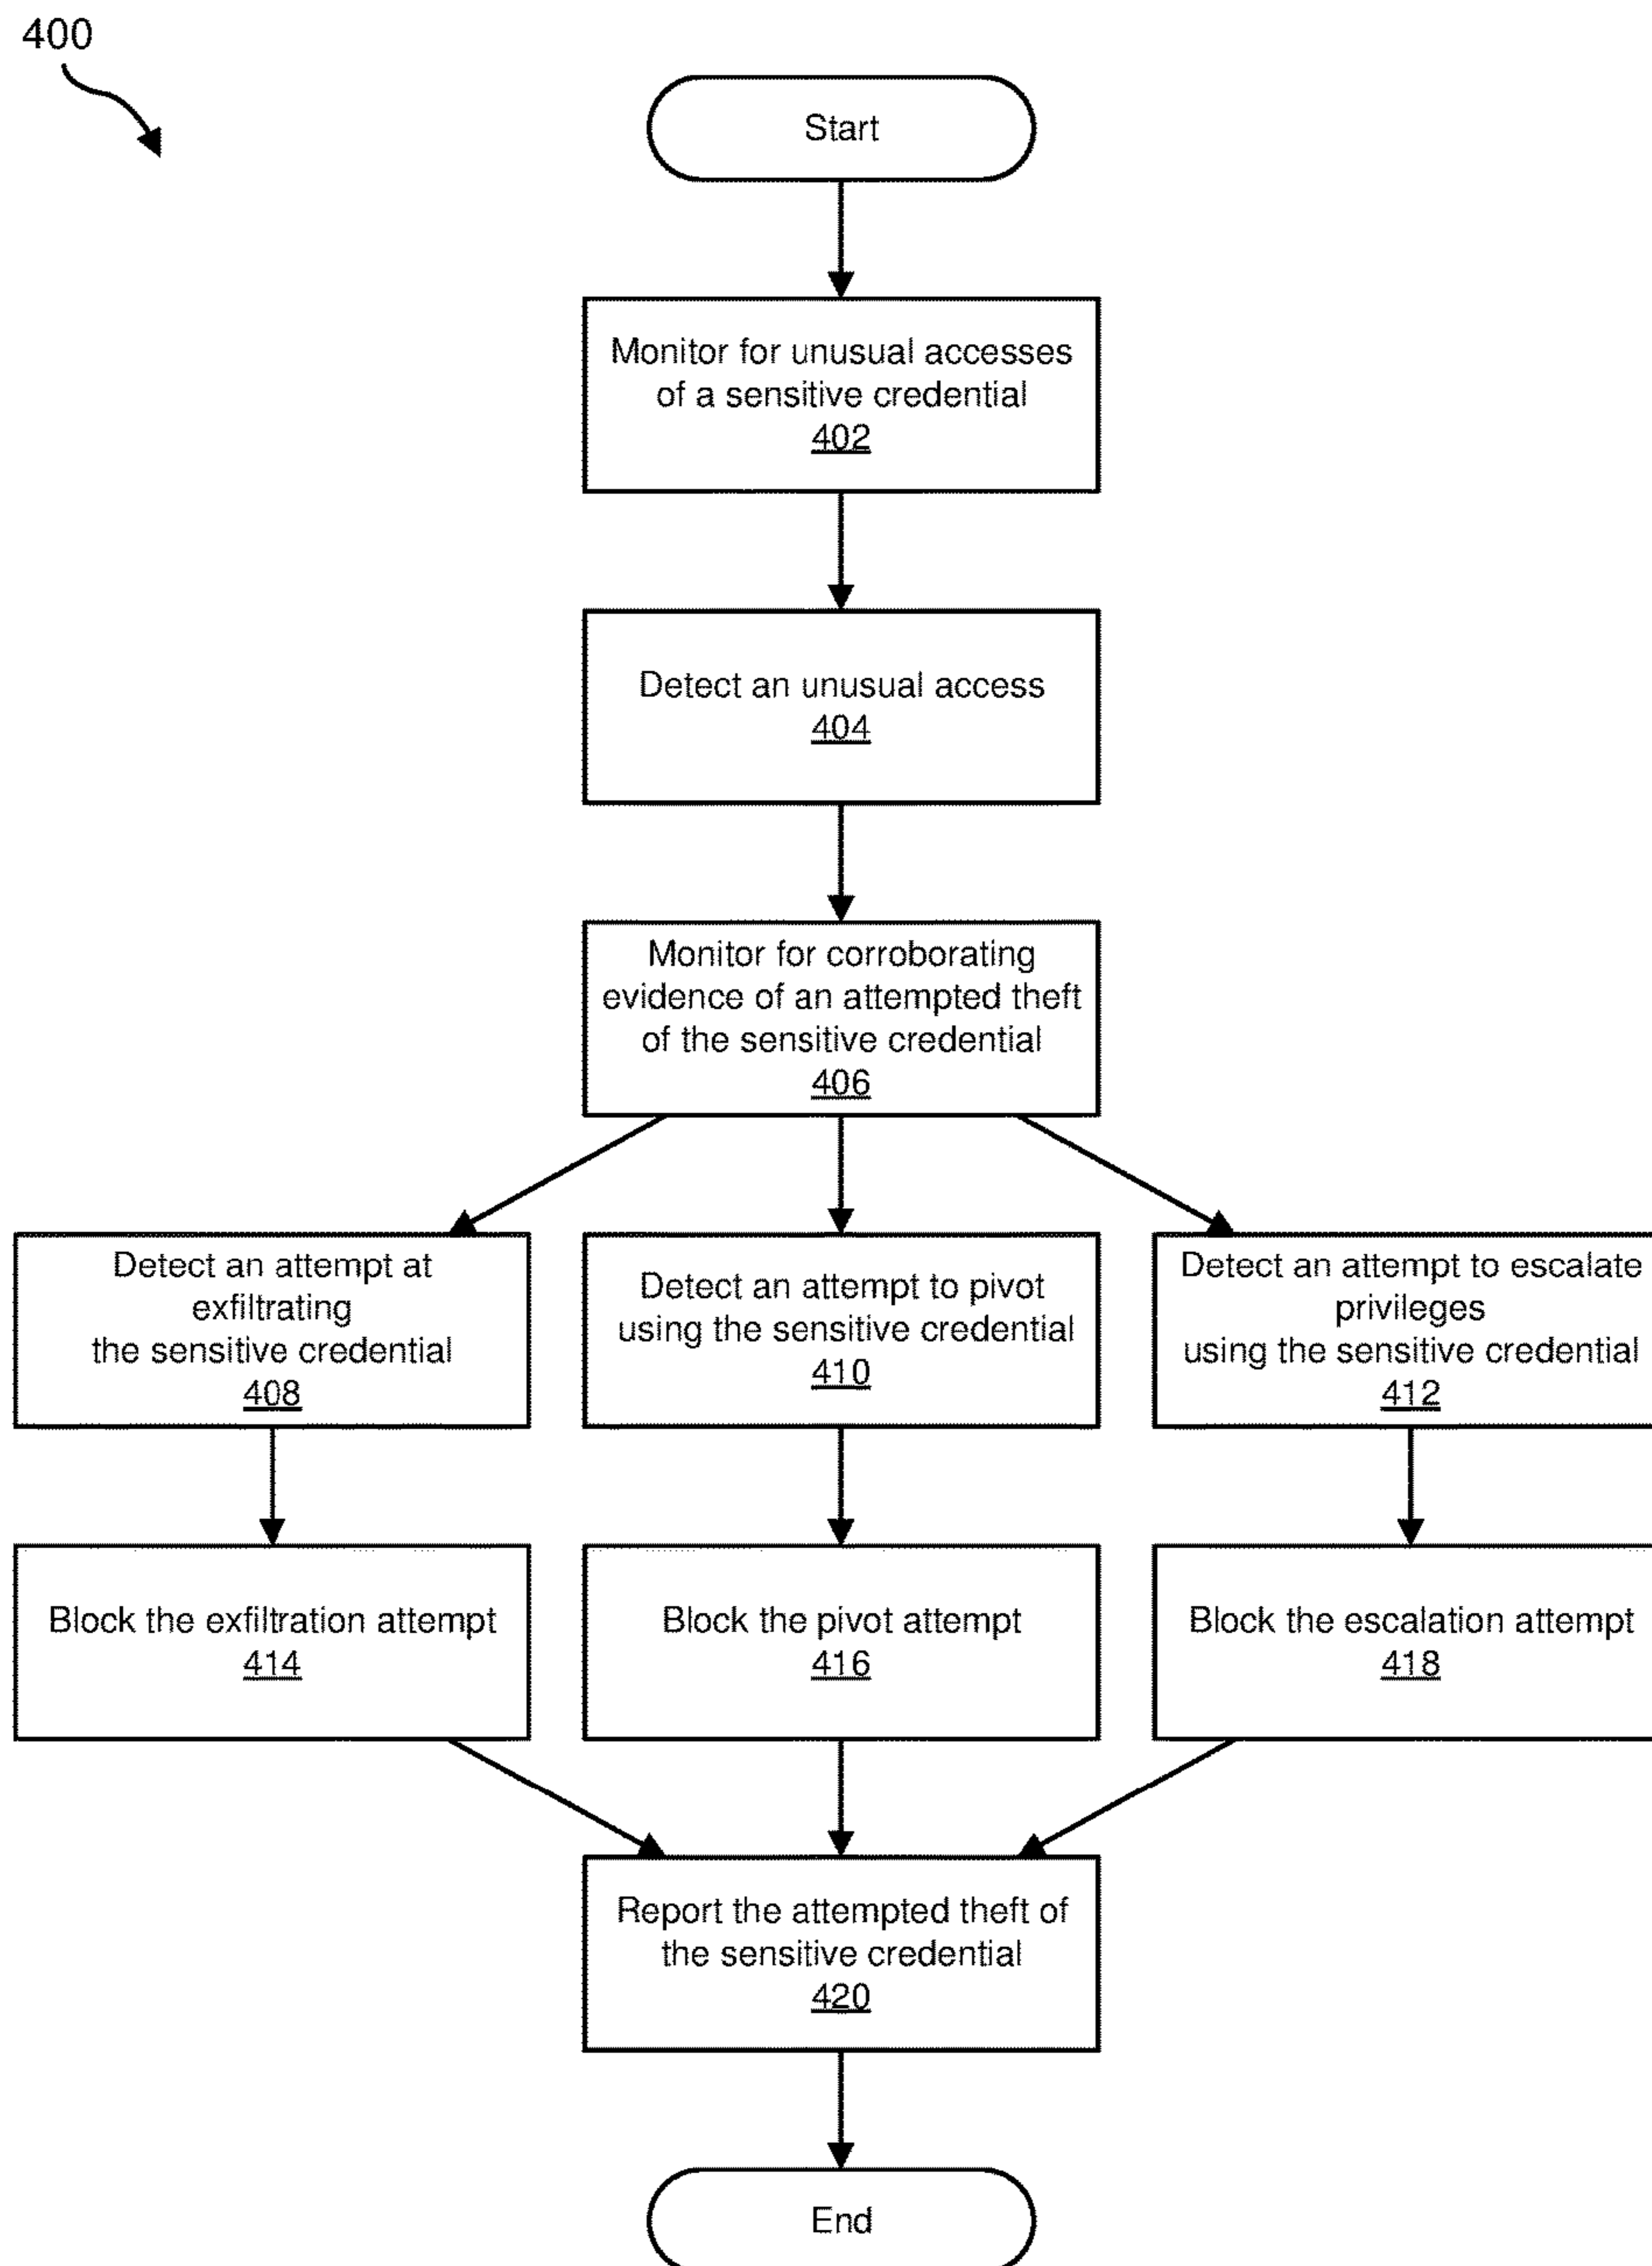 400
Start
Monitor for unusual accesses
of a sensitive credential
402
Detect an unusual access
404
Monitor for corroborating
evidence of an attempted theft
of the sensitive credential
406
Detect an attempt at
exfiltrating
the sensitive credential
408
Detect an attempt to pivot
using the sensitive credential
410
Detect an attempt to escalate
privileges
using the sensitive credential
412
Block the exfiltration attempt
414
Block the pivot attempt
416
Block the escalation attempt
418
Report the attempted theft of
the sensitive credential
420
End